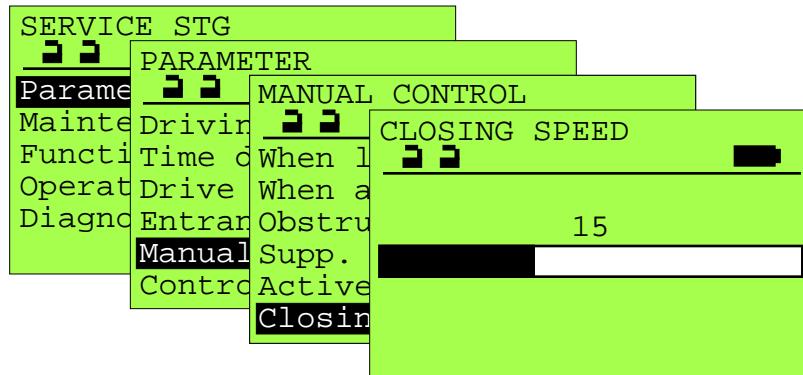 SERVICE STG
Parame
Mainte
Functi
Operat
Diagno
PARAMETER
Drivin
Time d
Drive
Entran
Manual
Contro
MANUAL CONTROL
When l
When a
Obstru
Supp.
Active
Closin
CLOSING SPEED
15